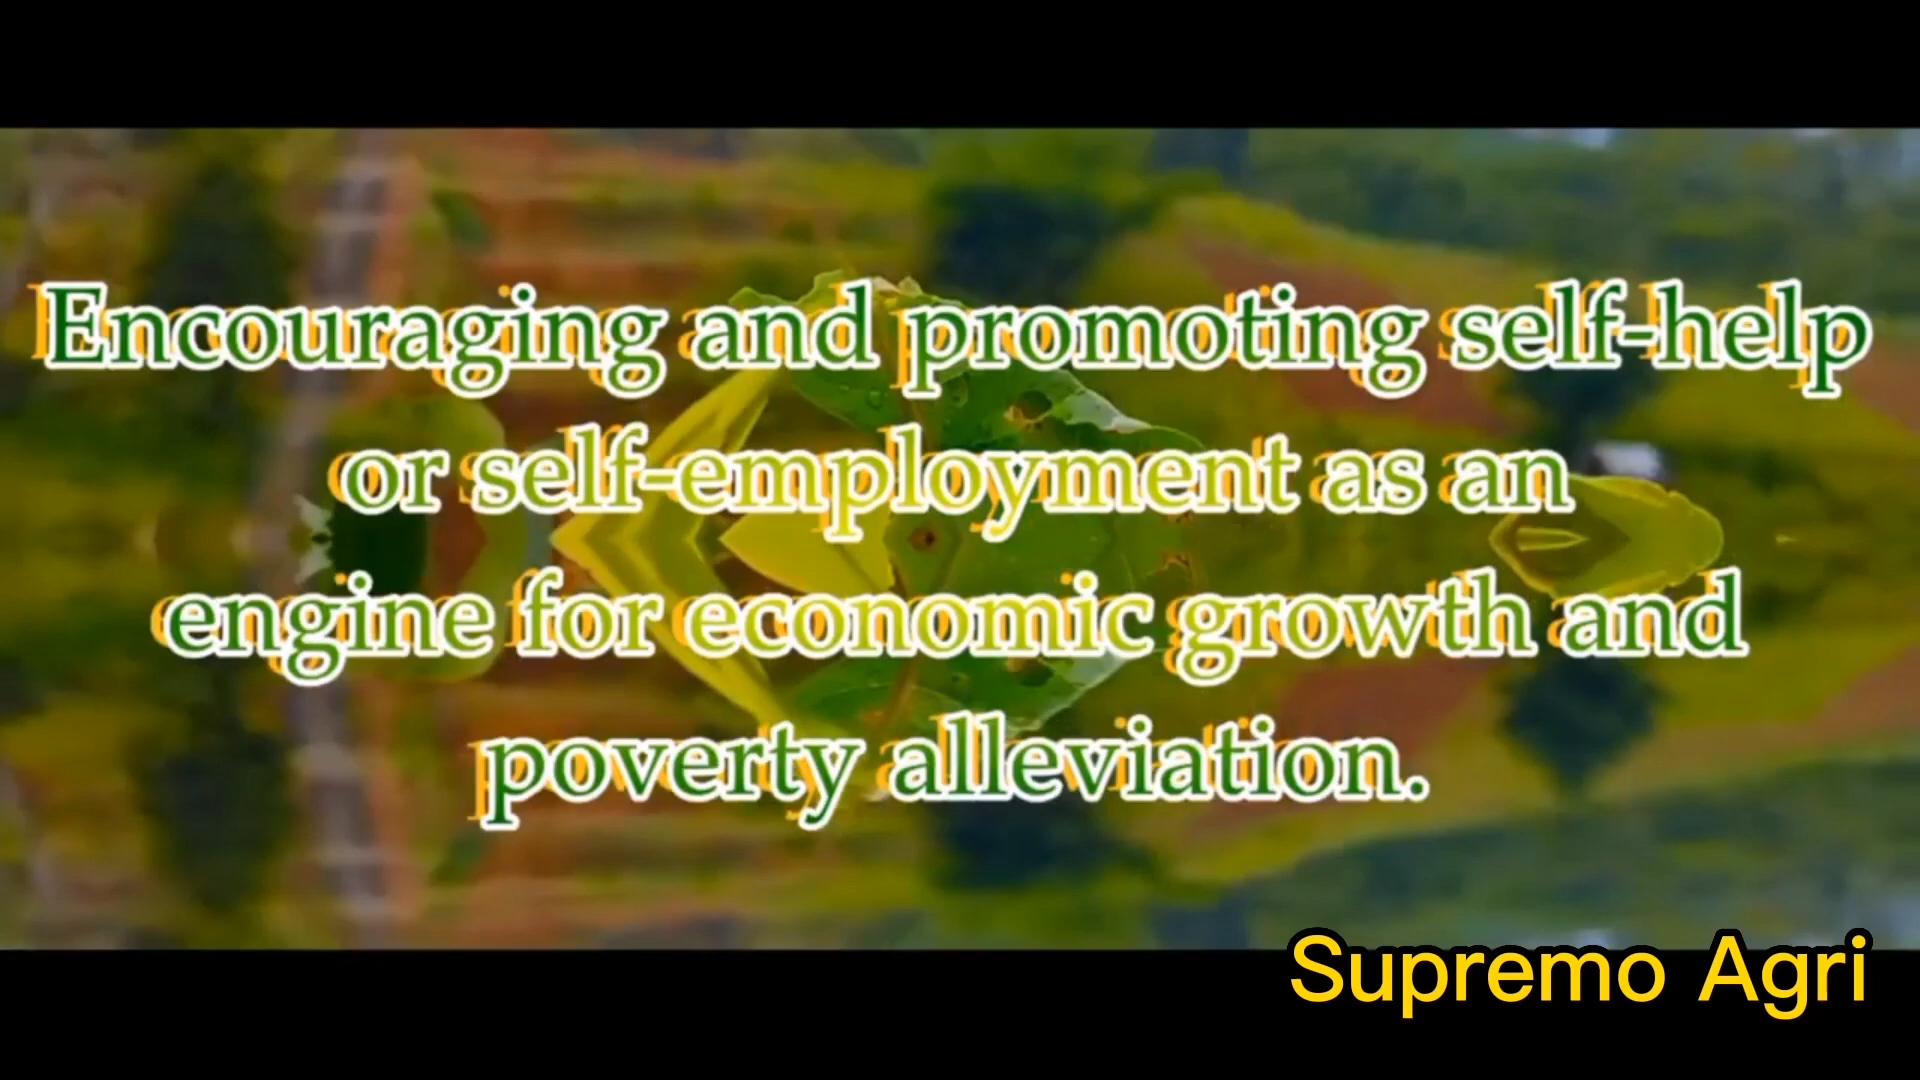 Encouraging and promoting self-help
or self-employment as an
engine for economic growth and
poverty alleviation.
Supremo Agri